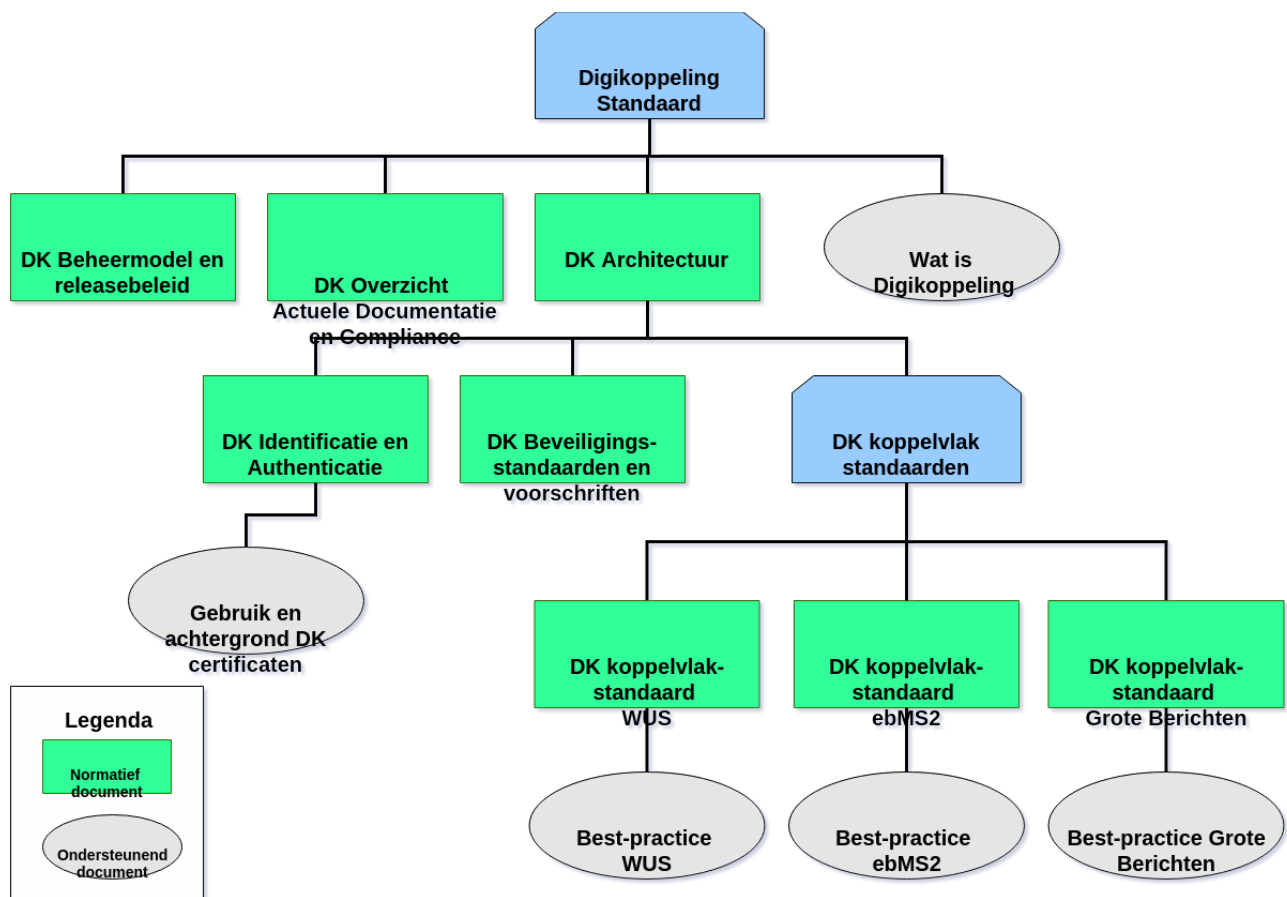 Digikoppeling
Standaard
DK Beheermodel en
releasebeleid
DK Overzicht
Actuele Documentatie
en Compliance
DK Architectuur
Wat is
Digikoppeling
DK Identificatie en
Authenticatie
DK Beveiligings-
standaarden en
voorschriften
DK koppelvlak
standaarden
Gebruik en
achtergrond DK
certificaten
DK koppelvlak-
standaard
WUS
DK koppelvlak-
standaard
ebMS2
DK koppelvlak-
standaard
Grote Berichten
Best-practice
WUS
Best-practice
ebMS2
Best-practice Grote
Berichten
Legenda
Normatief
document
Ondersteunend
document